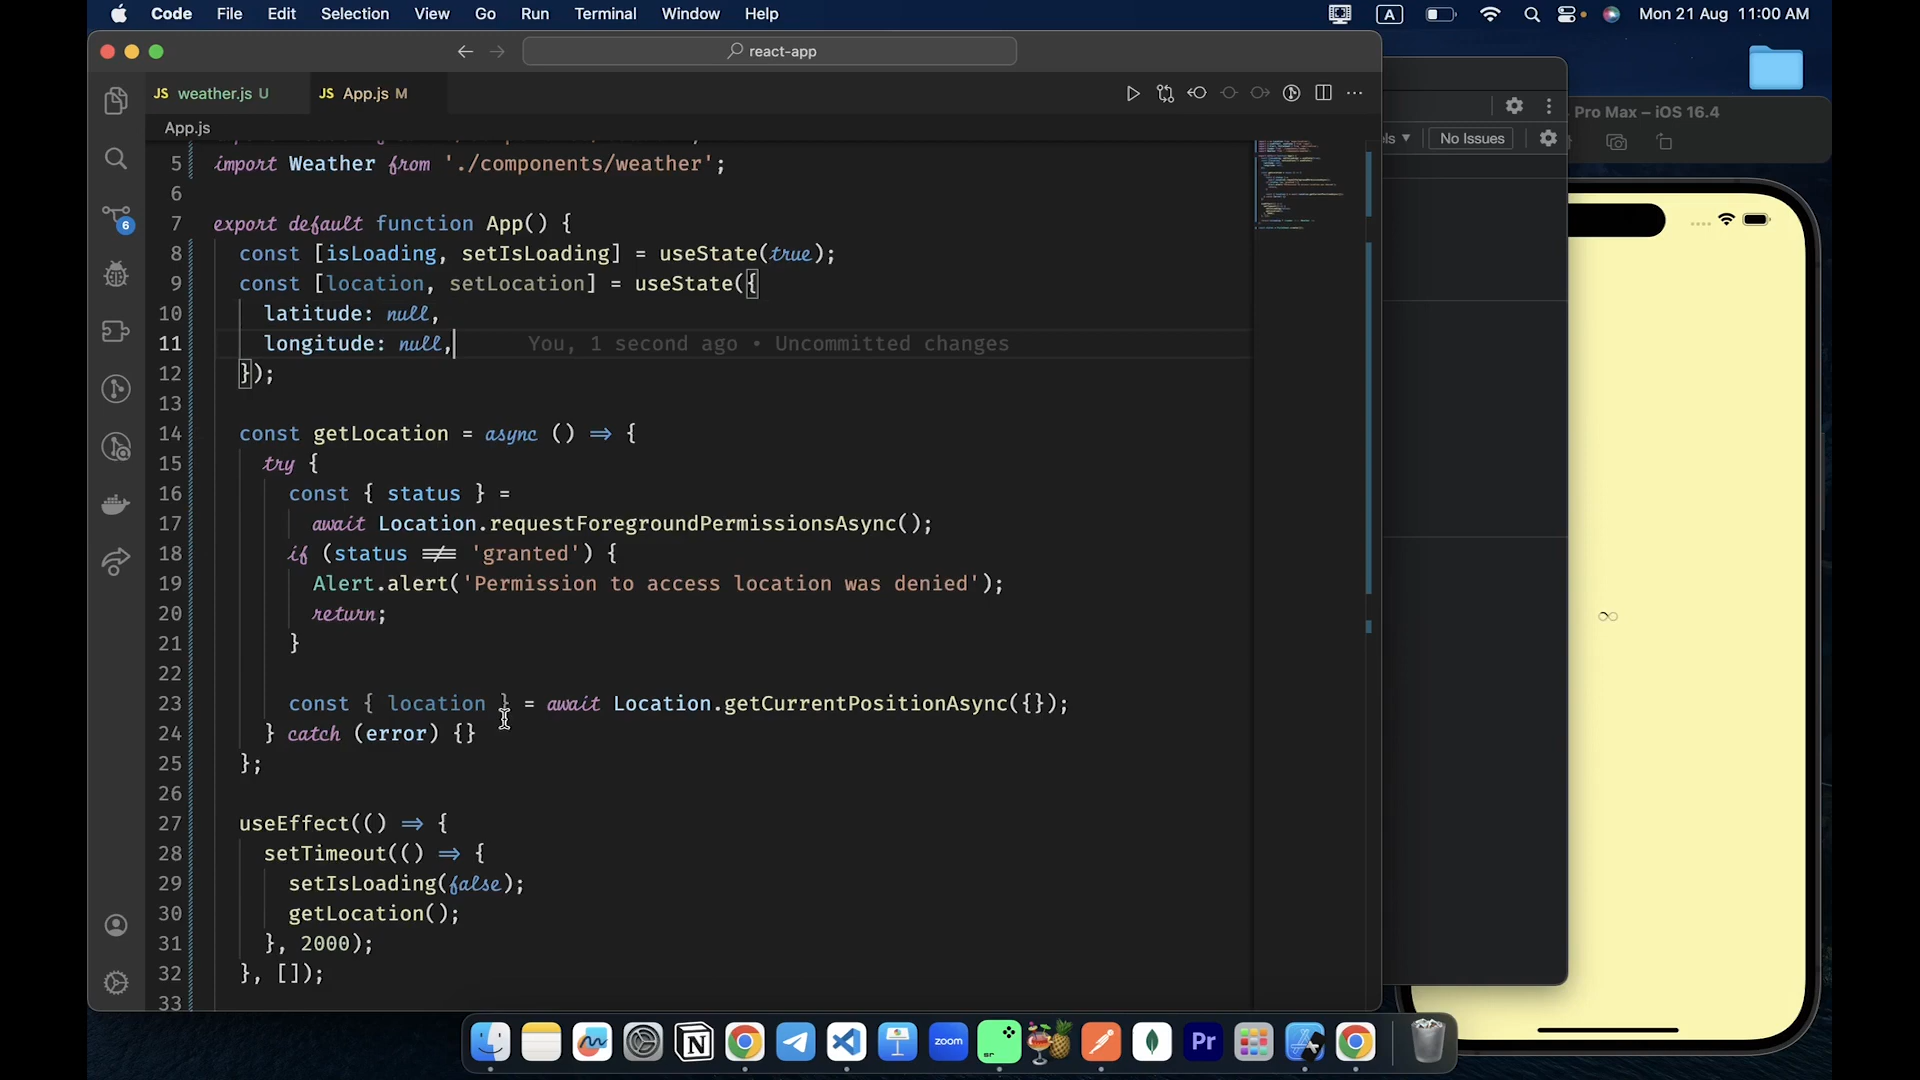 Code File Edit Selection View Go Run Terminal Window Help A Mon 21 Aug 11:00 AM
react-app
JS weather.js U JS App.js M
App.js
5 import Weather from './components/weather';
6
7 export default function App() {
8 const [isLoading, setIsLoading] = useState(true);
9 const [location, setLocation] = useState({
10 latitude: null,
11 longitude: null, You, 1 second ago • Uncommitted changes
12 });
13
14 const getLocation = async () => {
15 try {
16 const { status } =
17 await Location.requestForegroundPermissionsAsync();
18 if (status !== 'granted') {
19 Alert.alert('Permission to access location was denied');
20 return;
21 }
22
23 const { location } = await Location.getCurrentPositionAsync({});
24 } catch (error) {}
25 };
26
27 useEffect(() => {
28 setTimeout(() => {
29 setIsLoading(false);
30 getLocation();
31 }, 2000);
32 }, []);
33
6
Pro Max – iOS 16.4
els ▾ No Issues
zoom
sr
Pr